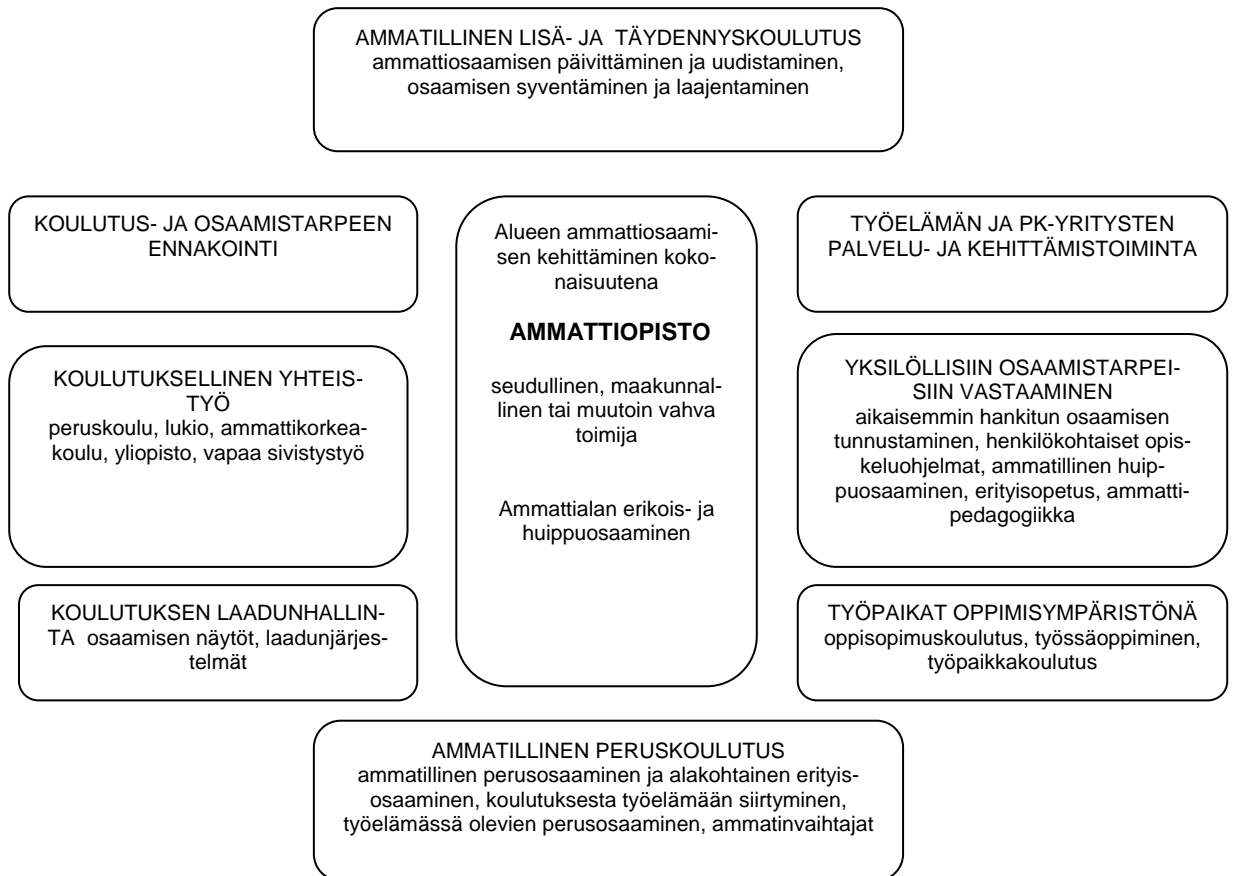 AMMATILLINEN LISÄ- JA TÄYDENNYSKOULUTUS
ammattiosaamisen päivittäminen ja uudistaminen,
osaamisen syventäminen ja laajentaminen
KOULUTUS- JA OSAAMISTARPEEN
ENNAKOINTI
KOULUTUKSELLINEN YHTEIS-
TYÖ
peruskoulu, lukio, ammattikorkea-
koulu, yliopisto, vapaa sivistystyö
KOULUTUKSEN LAADUNHALLIN-
TA osaamisen näytöt, laadunjärjes-
telmät
Alueen ammattiosaami-
sen kehittäminen koko-
naisuutena
AMMATTIOPISTO
seudullinen, maakunnal-
linen tai muutoin vahva
toimija
Ammattialan erikois- ja
huippuosaaminen
TYÖELÄMÄN JA PK-YRITYSTEN
PALVELU- JA KEHITTÄMISTOIMINTA
YKSILÖLLISIIN OSAAMISTARPEI-
SIIN VASTAAMINEN
aikaisemmin hankitun osaamisen
tunnustaminen, henkilökohtaiset opis-
keluohjelmat, ammatillinen huip-
puosaaminen, erityisopetus, ammatti-
pedagogiikka
TYÖPAIKAT OPPIMISYMPÄRISTÖNÄ
oppisopimuskoulutus, työssäoppiminen,
työpaikkakoulutus
AMMATILLINEN PERUSKOULUTUS
ammatillinen perusosaaminen ja alakohtainen erityis-
osaaminen, koulutuksesta työelämään siirtyminen,
työelämässä olevien perusosaaminen, ammatinvaihtajat